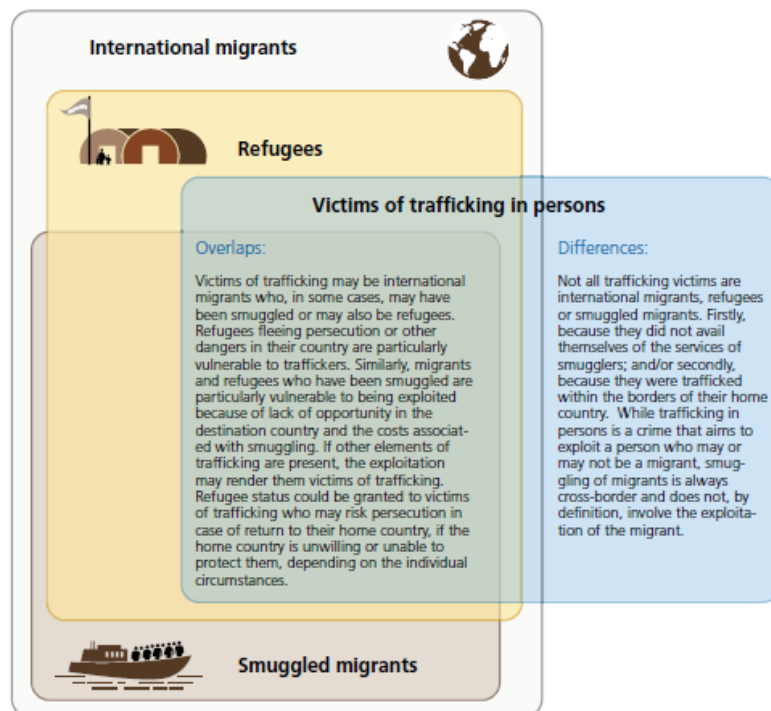 International migrants
Refugees
Victims of trafficking in persons
Overlaps:
Victims of trafficking may be international
migrants who, in some cases, may have
been smuggled or may also be refugees.
Refugees fleeing persecution or other
dangers in their country are particularly
vulnerable to traffickers. Similarly, migrants
and refugees who have been smuggled are
particularly vulnerable to being exploited
because of lack of opportunity in the
destination country and the costs associat-
ed with smuggling. If other elements of
trafficking are present, the exploitation
may render them victims of trafficking.
Refugee status could be granted to victims
of trafficking who may risk persecution in
case of return to their home country, if the
home country is unwilling or unable to
protect them, depending on the individual
circumstances.
Differences:
Not all trafficking victims are
international migrants, refugees
or smuggled migrants. Firstly,
because they did not avail
themselves of the services of
smugglers; and/or secondly,
because they were trafficked
within the borders of their home
country. While trafficking in
persons is a crime that aims to
exploit a person who may or
may not be a migrant, smug-
gling of migrants is always
cross-border and does not, by
definition, involve the exploita-
tion of the migrant.
Smuggled migrants